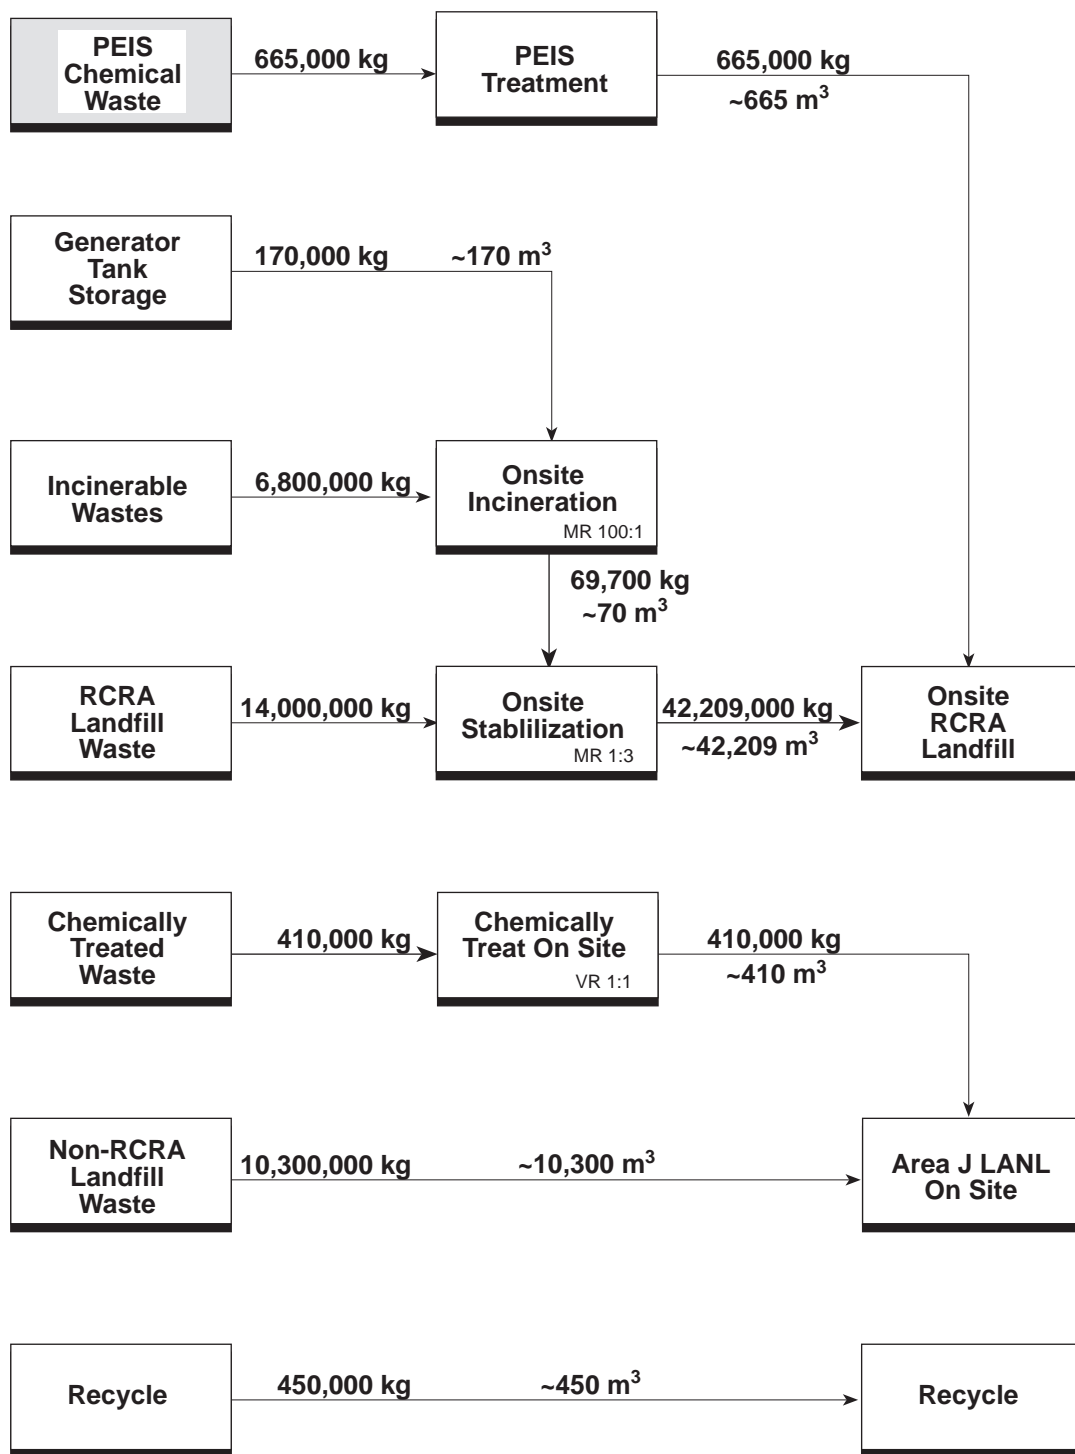 PEIS
Chemical
Waste
665,000 kg
PEIS
Treatment
665,000 kg
~665 m³
Generator
Tank
Storage
170,000 kg
~170 m³
Incinerable
Wastes
6,800,000 kg
Onsite
Incineration
MR 100:1
69,700 kg
~70 m³
RCRA
Landfill
Waste
14,000,000 kg
Onsite
Stablilization
MR 1:3
42,209,000 kg
~42,209 m³
Onsite
RCRA
Landfill
Chemically
Treated
Waste
410,000 kg
Chemically
Treat On Site
VR 1:1
410,000 kg
~410 m³
Non-RCRA
Landfill
Waste
10,300,000 kg
~10,300 m³
Area J LANL
On Site
Recycle
450,000 kg
~450 m³
Recycle